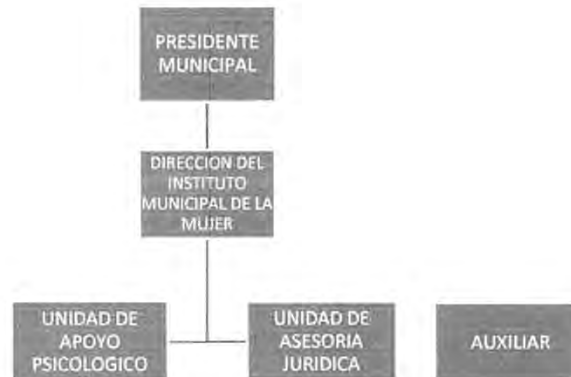 PRESIDENTE
MUNICIPAL
DIRECCION DEL
INSTITUTO
MUNICIPAL DE LA
MUJER
UNIDAD DE
APOYO
PSICOLOGICO
UNIDAD DE
ASESORIA
JURIDICA
AUXILIAR